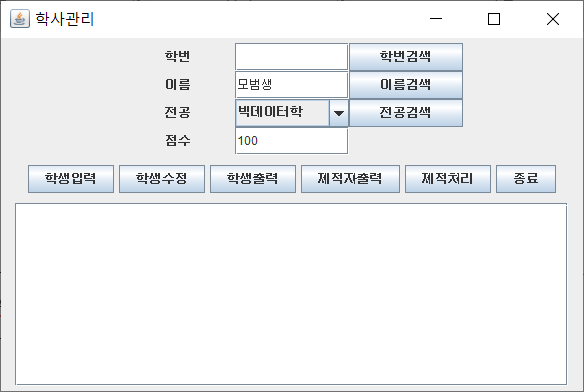 학사관리
학번 학번검색
이름 모범생 이름검색
전공 빅데이터학 전공검색
점수 100
학생입력 학생수정 학생출력 제적자출력 제적처리 종료